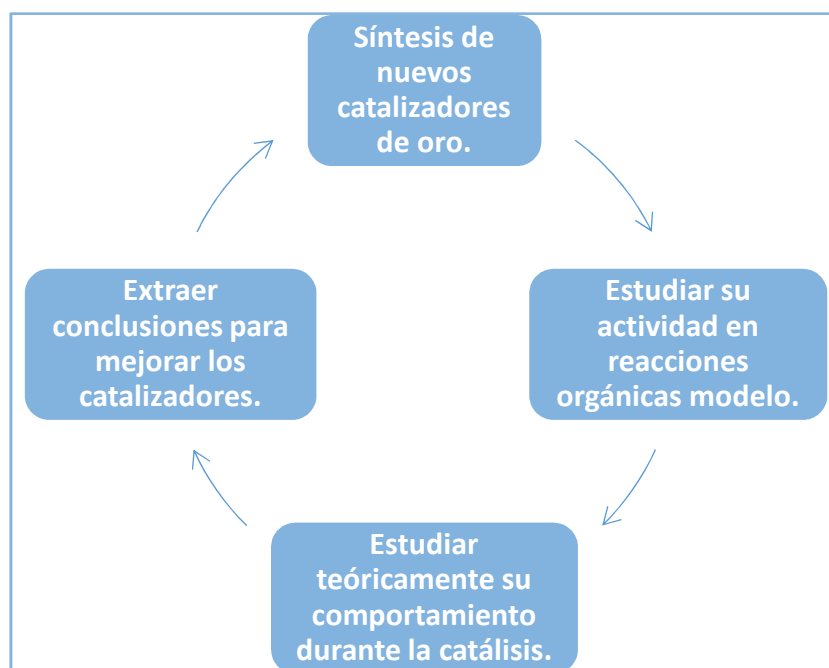 Síntesis de
nuevos
catalizadores
de oro.
Estudiar su
actividad en
reacciones
orgánicas modelo.
Estudiar
teóricamente su
comportamiento
durante la catálisis.
Extraer
conclusiones para
mejorar los
catalizadores.